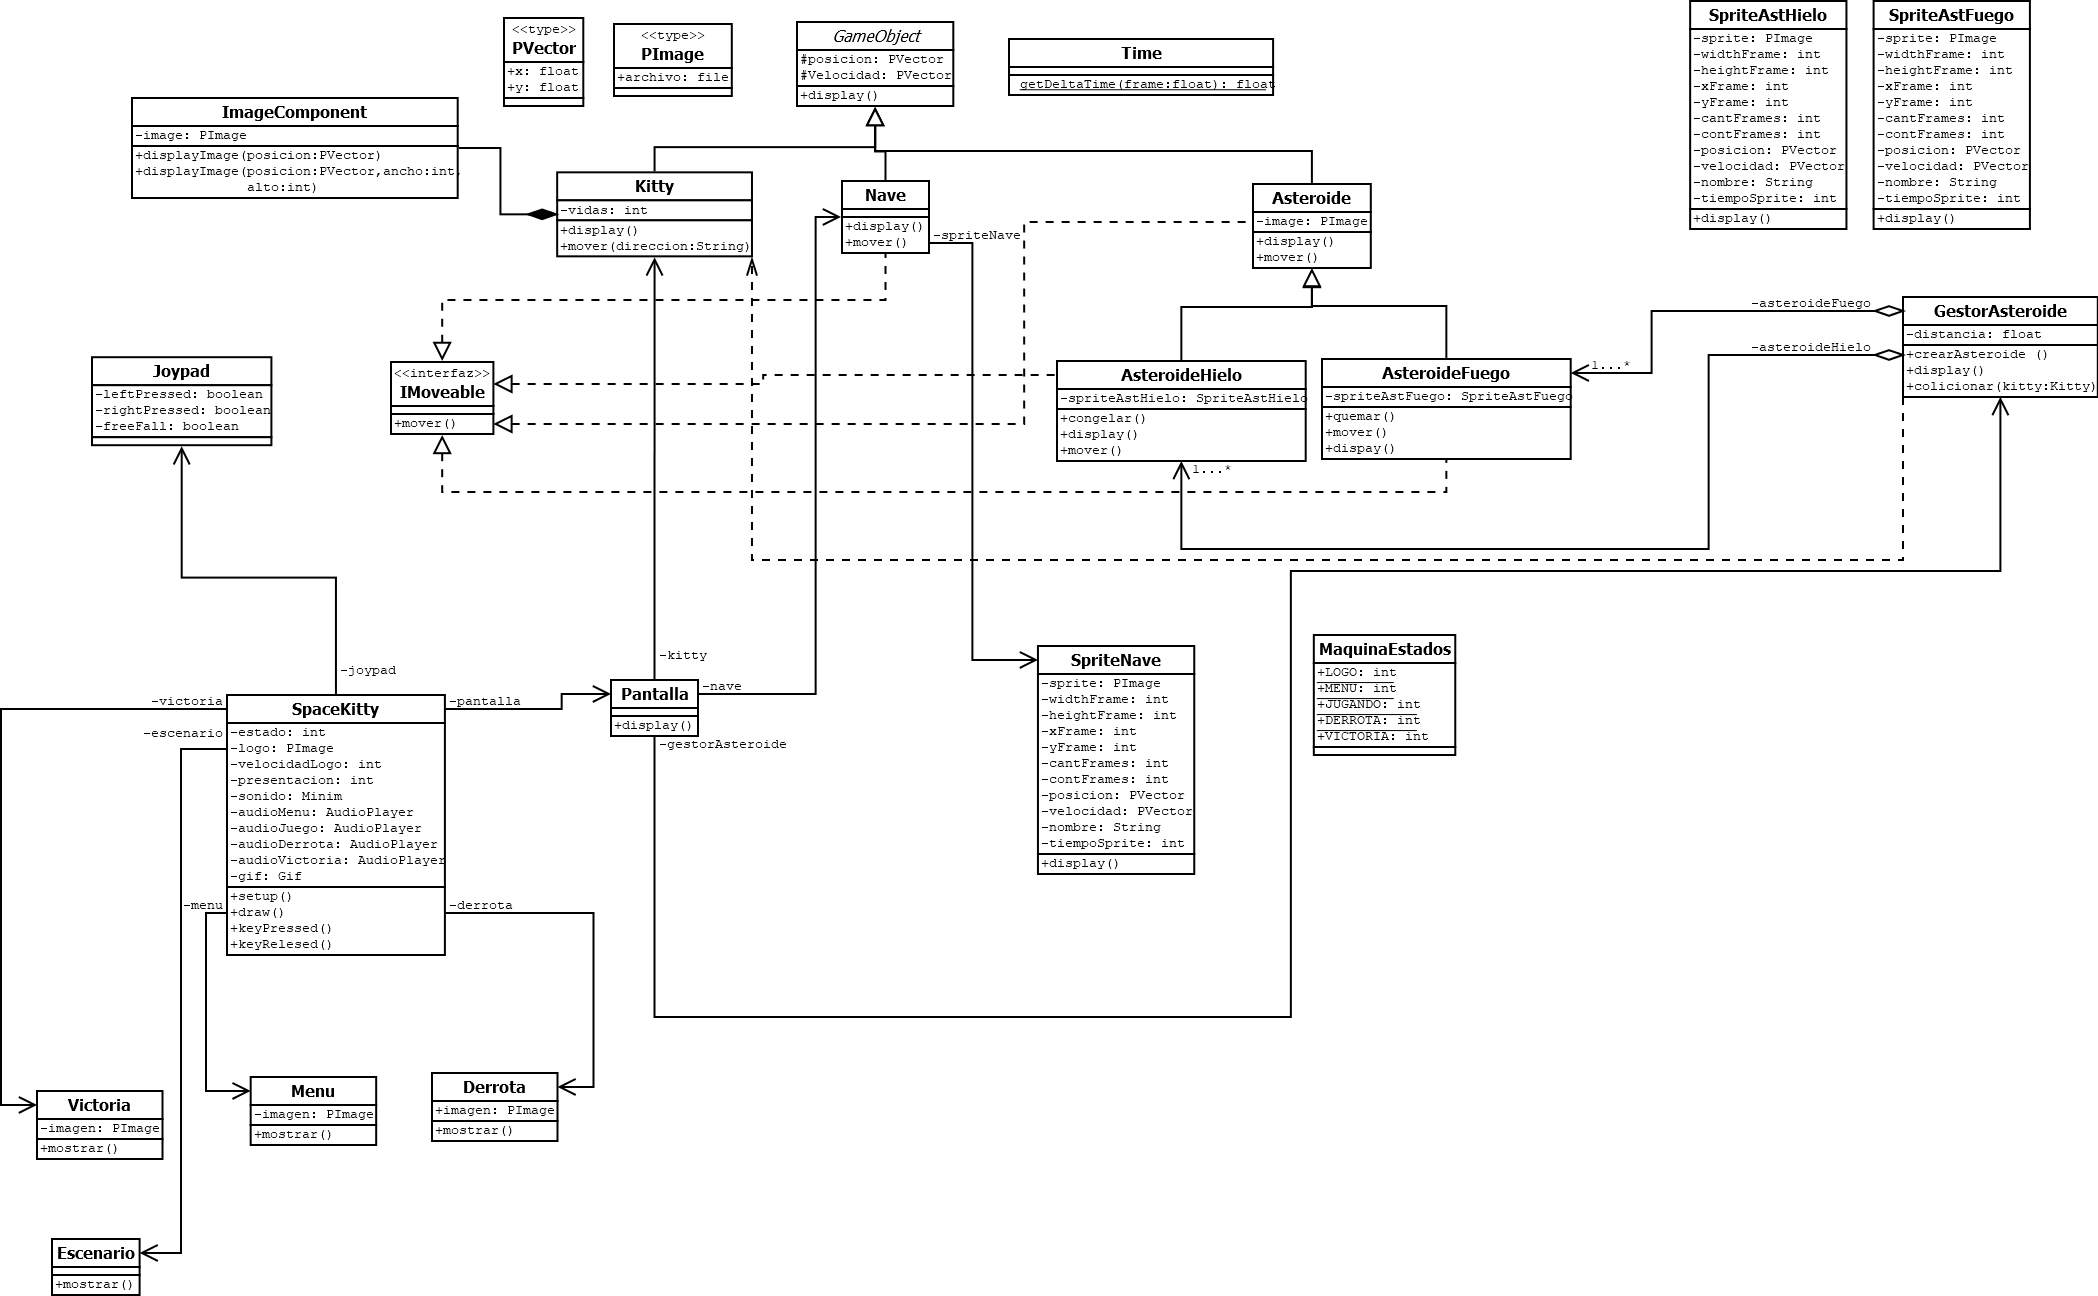 <<type>>
PVector
+x: float
+y: float
<<type>>
PImage
+archivo: file
GameObject
#posicion: PVector
#Velocidad: PVector
+display()
Time
getDeltaTime(frame:float): float
SpriteAstHielo
-sprite: PImage
-widthFrame: int
-heightFrame: int
-xFrame: int
-yFrame: int
-cantFrames: int
-contFrames: int
-posicion: PVector
-velocidad: PVector
-nombre: String
-tiempoSprite: int
+display()
SpriteAstFuego
-sprite: PImage
-widthFrame: int
-heightFrame: int
-xFrame: int
-yFrame: int
-cantFrames: int
-contFrames: int
-posicion: PVector
-velocidad: PVector
-nombre: String
-tiempoSprite: int
+display()
ImageComponent
-image: PImage
+displayImage(posicion:PVector)
+displayImage(posicion:PVector,ancho:int,
alto:int)
Kitty
-vidas: int
+display()
+mover(direccion:String)
Nave
+display()
+mover()
-spriteNave
Asteroide
-image: PImage
+display()
+mover()
Joypad
-leftPressed: boolean
-rightPressed: boolean
-freeFall: boolean
<<interfaz>>
IMoveable
+mover()
AsteroideHielo
-spriteAstHielo: SpriteAstHielo
+congelar()
+display()
+mover()
1...*
AsteroideFuego
-spriteAstFuego: SpriteAstFuego
+quemar()
+mover()
+dispay()
1...*
-asteroideFuego
-asteroideHielo
GestorAsteroide
-distancia: float
+crearAsteroide ()
+display()
+colicionar(kitty:Kitty)
-joypad
-victoria
-escenario
-menu
SpaceKitty
-estado: int
-logo: PImage
-velocidadLogo: int
-presentacion: int
-sonido: Minim
-audioMenu: AudioPlayer
-audioJuego: AudioPlayer
-audioDerrota: AudioPlayer
-audioVictoria: AudioPlayer
-gif: Gif
+setup()
+draw()
+keyPressed()
+keyRelesed()
-pantalla
-derrota
-kitty
Pantalla
+display()
-nave
-gestorAsteroide
SpriteNave
-sprite: PImage
-widthFrame: int
-heightFrame: int
-xFrame: int
-yFrame: int
-cantFrames: int
-contFrames: int
-posicion: PVector
-velocidad: PVector
-nombre: String
-tiempoSprite: int
+display()
MaquinaEstados
+LOGO: int
+MENU: int
+JUGANDO: int
+DERROTA: int
+VICTORIA: int
Victoria
-imagen: PImage
+mostrar()
Menu
-imagen: PImage
+mostrar()
Derrota
+imagen: PImage
+mostrar()
Escenario
+mostrar()